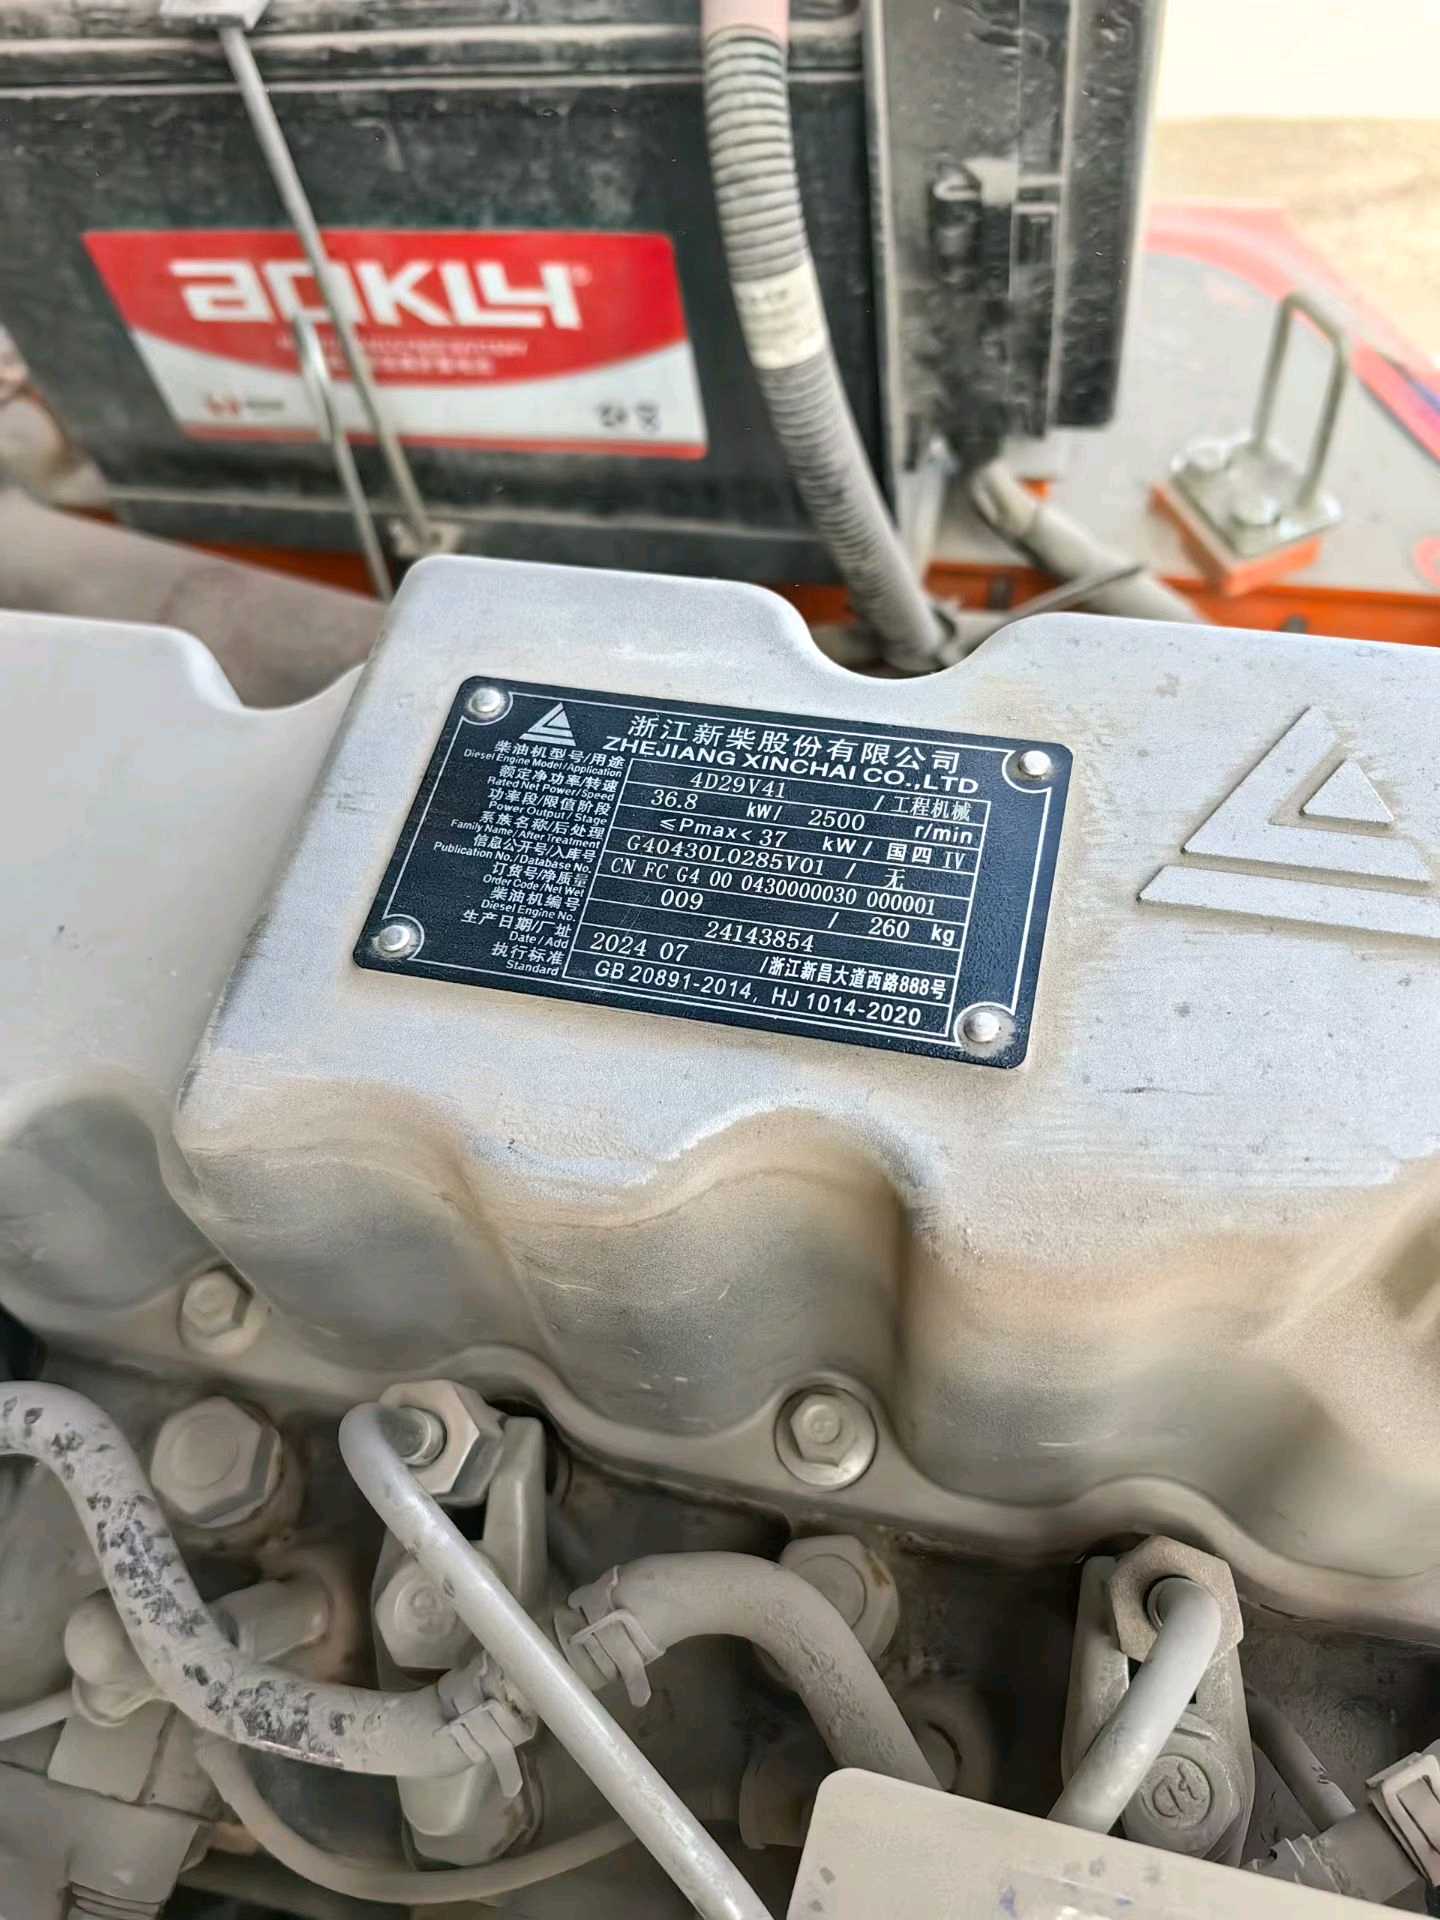 aokly
浙江新柴股份有限公司
ZHEJIANG XINCHAI CO.,LTD
柴油机型号/用途 4D29V41 / 工程机械
Diesel Engine Model/Application
额定净功率/转速 36.8 kW/ 2500 r/min
Rated Net Power/Speed
功率段/限值阶段 ≤Pmax< 37 kW/ 国四 IV
Power Output/Stage
系族名称/后处理 G40430L0285V01 / 无
Family Name/After Treatment
信息公开号/入库号 CN FC G4 00 0430000030 000001
Publication No./Database No.
订货号/净质量 009 / 260 kg
Order Code/Net Wet
柴油机编号 24143854
Diesel Engine No.
生产日期/厂址 2024 07 /浙江新昌大道西路888号
Date/Add
执行标准 GB 20891-2014, HJ 1014-2020
Standard